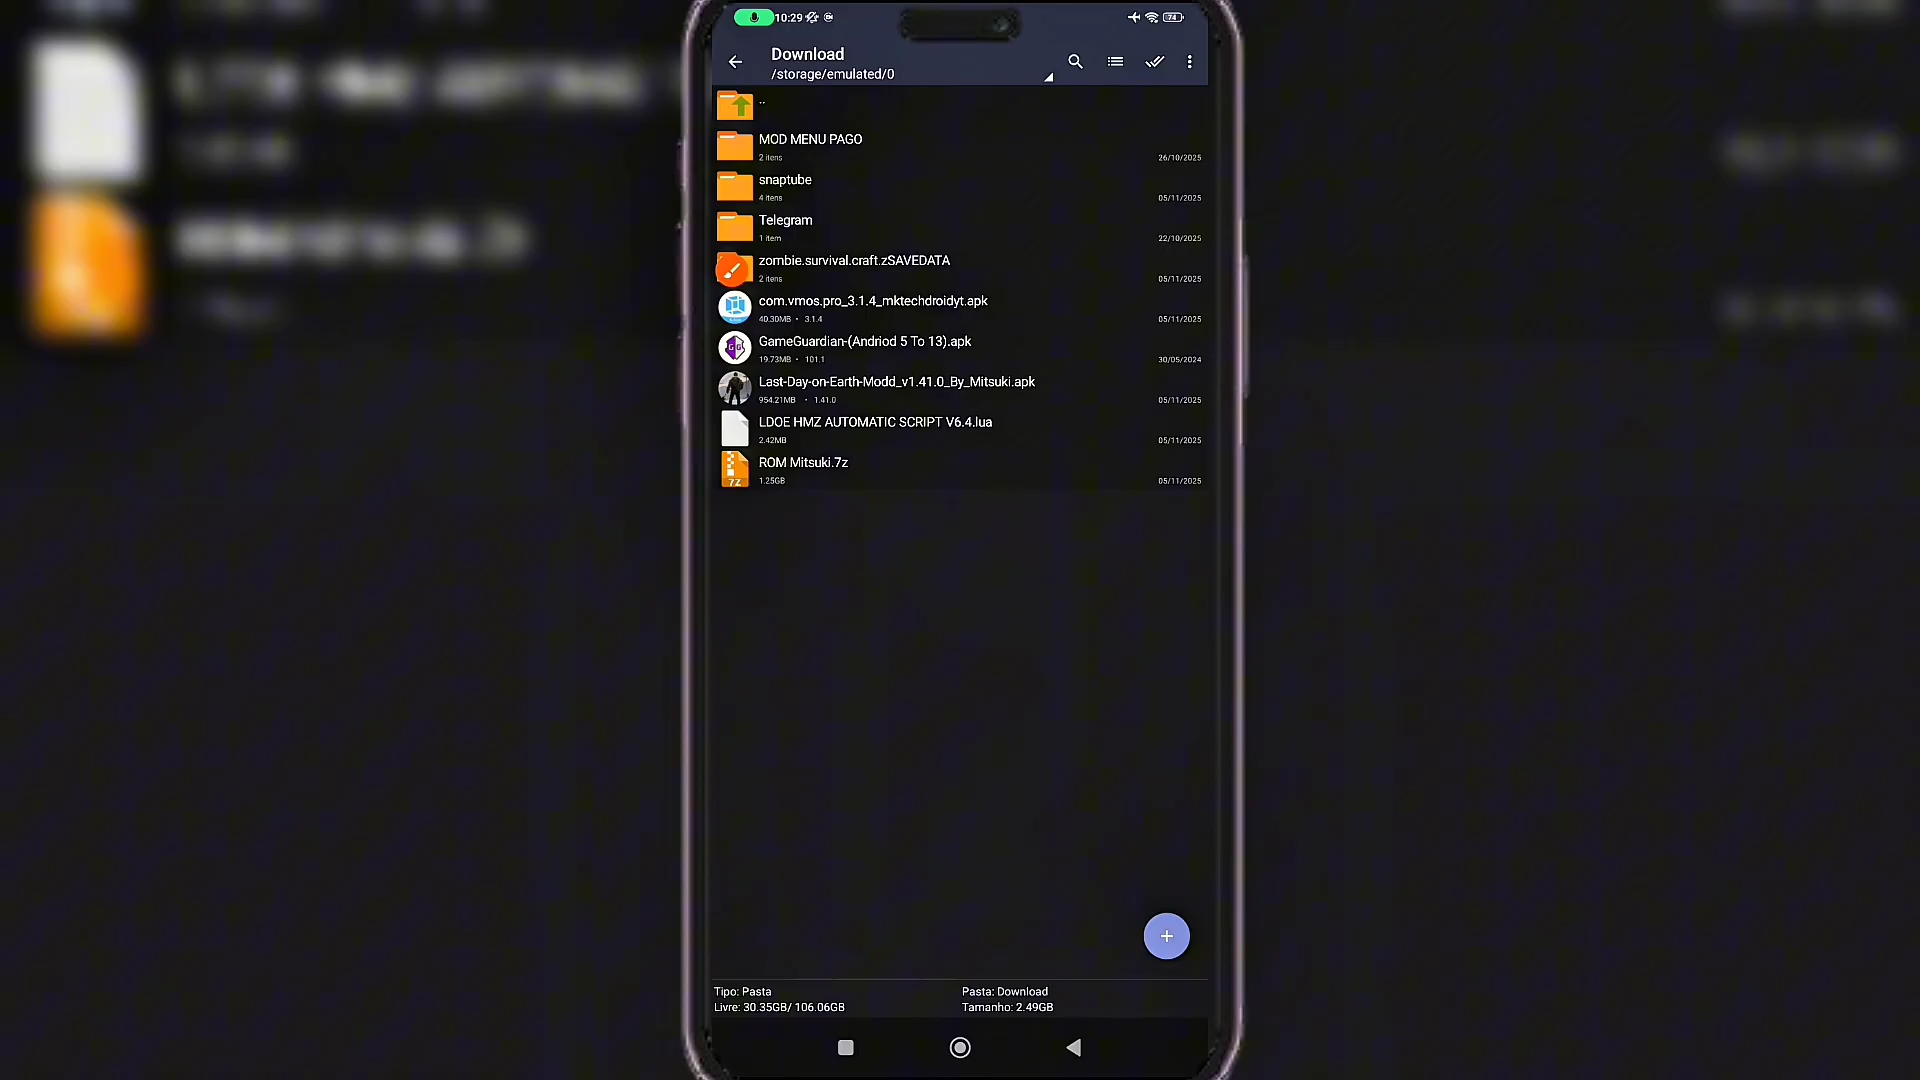 10:29
74
Download
/storage/emulated/0
..
MOD MENU PAGO
2 itens
26/10/2025
snaptube
4 itens
05/11/2025
Telegram
1 item
22/10/2025
zombie.survival.craft.zSAVEDATA
2 itens
05/11/2025
com.vmos.pro_3.1.4_mktechdroidyt.apk
40.30MB • 3.1.4
05/11/2025
GameGuardian-(Andriod 5 To 13).apk
19.73MB • 101.1
30/05/2024
Last-Day-on-Earth-Modd_v1.41.0_By_Mitsuki.apk
954.21MB • 1.41.0
05/11/2025
LDOE HMZ AUTOMATIC SCRIPT V6.4.lua
2.42MB
05/11/2025
7Z
ROM Mitsuki.7z
1.25GB
05/11/2025
+
Tipo: Pasta
Pasta: Download
Livre: 30.35GB/ 106.06GB
Tamanho: 2.49GB